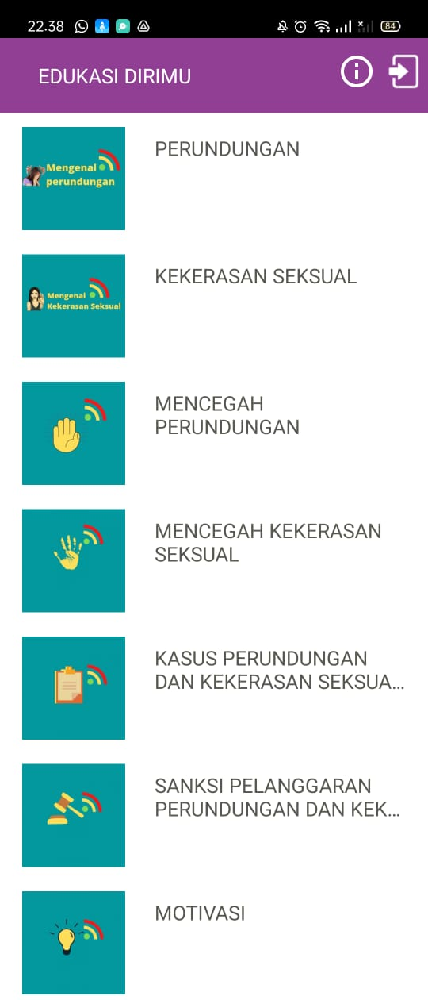 22.38
84
EDUKASI DIRIMU
Mengenal
perundungan
PERUNDUNGAN
Mengenal
Kekerasan Seksual
KEKERASAN SEKSUAL
MENCEGAH
PERUNDUNGAN
MENCEGAH KEKERASAN
SEKSUAL
KASUS PERUNDUNGAN
DAN KEKERASAN SEKSUA...
SANKSI PELANGGARAN
PERUNDUNGAN DAN KEK...
MOTIVASI